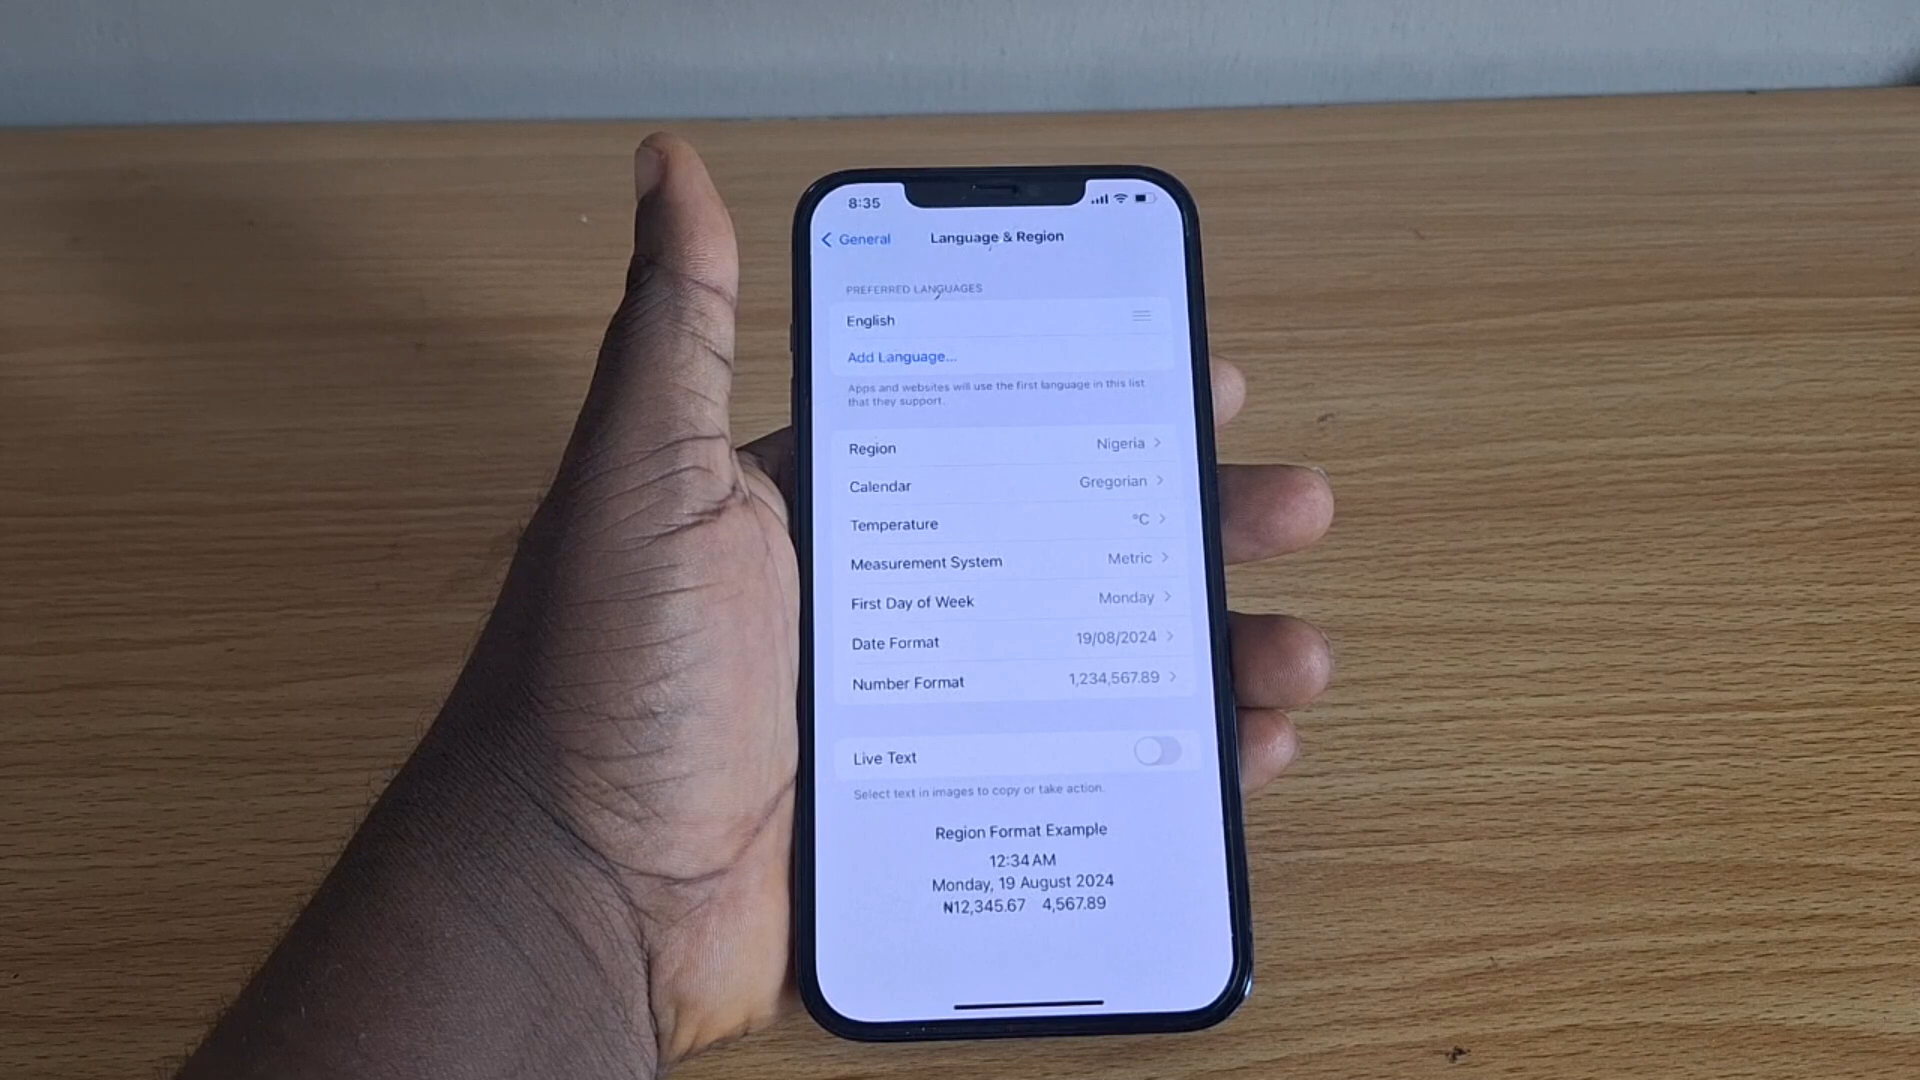 8:35
General
Language & Region
PREFERRED LANGUAGES
English
Add Language...
Apps and websites will use the first language in this list
that they support.
Region Nigeria
Calendar Gregorian
Temperature °C
Measurement System Metric
First Day of Week Monday
Date Format 19/08/2024
Number Format 1,234,567.89
Live Text
Select text in images to copy or take action.
Region Format Example
12:34 AM
Monday, 19 August 2024
₦12,345.67 4,567.89